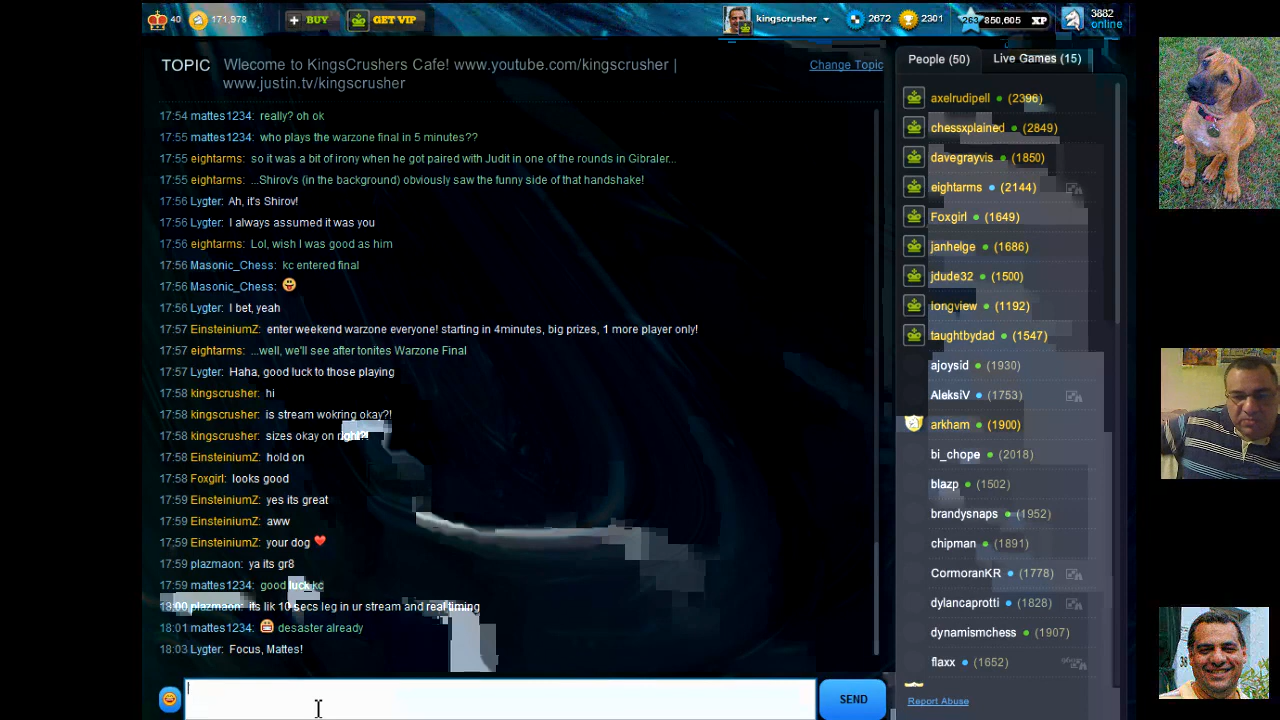 40 171,978 + BUY GET VIP kingscrusher 2672 2301 263 850,605 XP 3882 online
TOPIC Wlecome to KingsCrushers Cafe! www.youtube.com/kingscrusher |
www.justin.tv/kingscrusher
Change Topic
17:54 mattes1234: really? oh ok
17:55 mattes1234: who plays the warzone final in 5 minutes??
17:55 eightarms: so it was a bit of irony when he got paired with Judit in one of the rounds in Gibraler...
17:55 eightarms: ...Shirov's (in the background) obviously saw the funny side of that handshake!
17:56 Lygter: Ah, it's Shirov!
17:56 Lygter: I always assumed it was you
17:56 eightarms: Lol, wish I was good as him
17:56 Masonic_Chess: kc entered final
17:56 Masonic_Chess:
17:56 Lygter: I bet, yeah
17:57 EinsteiniumZ: enter weekend warzone everyone! starting in 4minutes, big prizes, 1 more player only!
17:57 eightarms: ...well, we'll see after tonites Warzone Final
17:57 Lygter: Haha, good luck to those playing
17:58 kingscrusher: hi
17:58 kingscrusher: is stream wokring okay?!
17:58 kingscrusher: sizes okay on right?!
17:58 EinsteiniumZ: hold on
17:58 Foxgirl: looks good
17:59 EinsteiniumZ: yes its great
17:59 EinsteiniumZ: aww
17:59 EinsteiniumZ: your dog ❤
17:59 plazmaon: ya its gr8
17:59 mattes1234: good luck kc
18:00 plazmaon: its lik 10 secs leg in ur stream and real timing
18:01 mattes1234: desaster already
18:03 Lygter: Focus, Mattes!
SEND
People (50) Live Games (15)
axelrudipell (2396)
chessxplained (2849)
davegrayvis (1850)
eightarms (2144)
Foxgirl (1649)
janhelge (1686)
jdude32 (1500)
longview (1192)
taughtbydad (1547)
ajoysid (1930)
AleksiV (1753)
arkham (1900)
bi_chope (2018)
blazp (1502)
brandysnaps (1952)
chipman (1891)
CormoranKR (1778)
dylancaprotti (1828)
dynamismchess (1907)
flaxx (1652)
Report Abuse